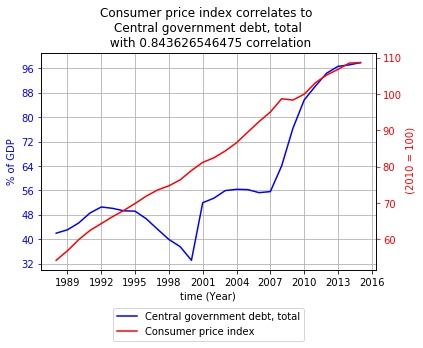 Consumer price index correlates to
Central government debt, total
with 0.843626546475 correlation
96
88
80
72
64
56
48
40
32
% of GDP
110
100
90
80
70
60
(2010 = 100)
1989 1992 1995 1998 2001 2004 2007 2010 2013 2016
time (Year)
Central government debt, total
Consumer price index